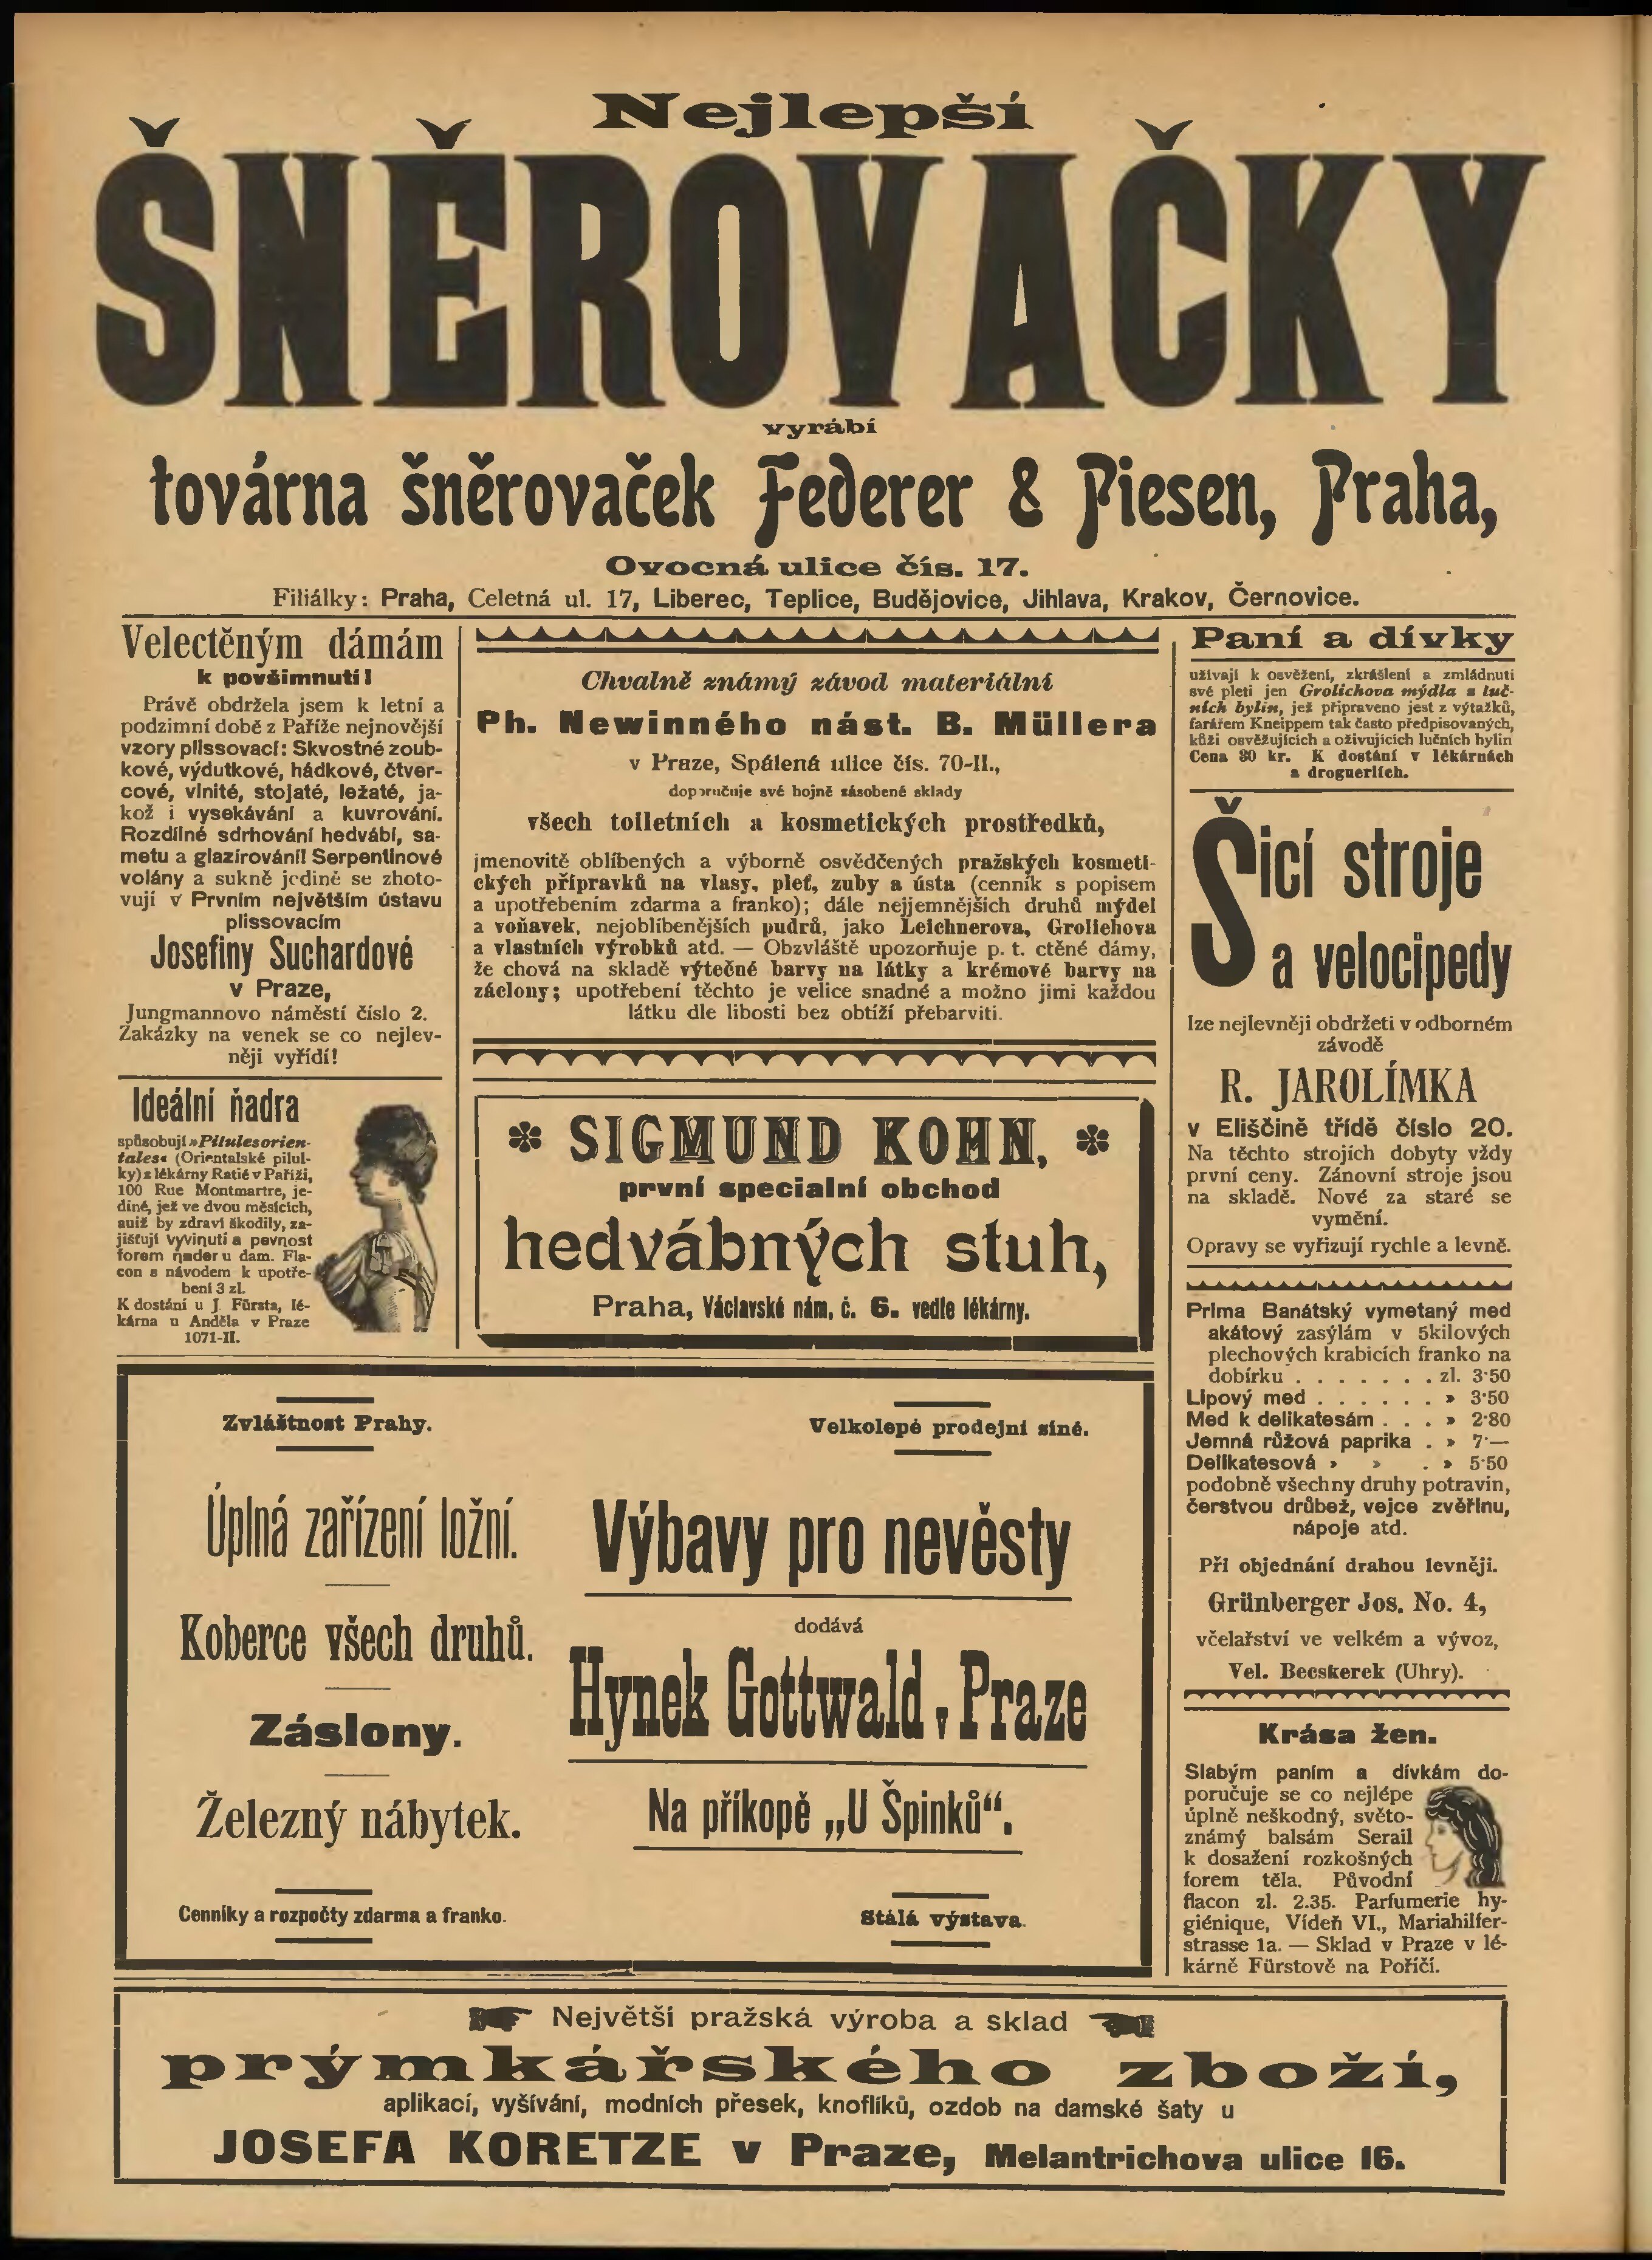 Nejlepší
ŠNĚROVAČKY
vyrábí
továrna šněrovaček Federer & Piesen, Praha,
Ovocná ulice čís. 17.
Filiálky: Praha, Celetná ul. 17, Liberec, Teplice, Budějovice, Jihlava, Krakov, Černovice.
Velectěným dámám
k povšimnutí!
Právě obdržela jsem k letní a
podzimní době z Paříže nejnovější
vzory plissovací: Skvostné zoub-
kové, výdutkové, hádkové, čtver-
cové, vlnité, stojaté, ležaté, ja-
kož i vysekávání a kuvrování.
Rozdílné sdrhování hedvábí, sa-
metu a glazírování! Serpentinové
volány a sukně jedině se zhoto-
vují v Prvním největším ústavu
plissovacím
Josefiny Suchardové
v Praze,
Jungmannovo náměstí číslo 2.
Zakázky na venek se co nejlev-
něji vyřídí!
Ideální ňadra
spůsobují »Pitules orien-
tales« (Orientalské pilul-
ky) z lékárny Ratié v Paříži,
100 Rue Montmartre, je-
diné, jež ve dvou měsících,
aniž by zdraví škodily, za-
jišťují vyvinutí a pevnost
forem ňader u dam. Fla-
con s návodem k upotře-
bení 3 zl.
K dostání u J. Fürsta, lé-
kárna u Anděla v Praze
1071-II.
Chvalně známý závod materiální
Ph. Newinného nást. B. Müllera
v Praze, Spálená ulice čís. 70-II.,
doporučuje své hojně zásobené sklady
všech toiletních a kosmetických prostředků,
jmenovitě oblíbených a výborně osvědčených pražských kosmeti-
ckých přípravků na vlasy, pleť, zuby a ústa (cenník s popisem
a upotřebením zdarma a franko); dále nejjemnějších druhů mýdel
a voňavek, nejoblíbenějších pudrů, jako Leichnerova, Grolichova
a vlastních výrobků atd. — Obzvláště upozorňuje p. t. ctěné dámy,
že chová na skladě výtečné barvy na látky a krémové barvy na
záclony; upotřebení těchto je velice snadné a možno jimi každou
látku dle libosti bez obtíží přebarviti.
SIGMUND KOHN,
první specialní obchod
hedvábných stuh,
Praha, Václavské nám. č. 6. vedle lékárny.
Paní a dívky
užívají k osvěžení, zkrášlení a zmládnutí
své pleti jen Grolichova mýdla z luč-
ních bylin, jež připraveno jest z výtažků,
farářem Kneippem tak často předpisovaných,
kůži osvěžujících a oživujících lučních bylin
Cena 30 kr. K dostání v lékárnách
a drogueriích.
Šicí stroje
a velocipedy
lze nejlevněji obdržeti v odborném
závodě
R. JAROLÍMKA
v Eliščině třídě číslo 20.
Na těchto strojích dobyty vždy
první ceny. Zánovní stroje jsou
na skladě. Nové za staré se
vymění.
Opravy se vyřizují rychle a levně.
Prima Banátský vymetaný med
akátový zasýlám v 5kilových
plechových krabicích franko na
dobírku . . . . . . . zl. 3·50
Lipový med . . . . . . » 3·50
Med k delikatesám . . . » 2·80
Jemná růžová paprika . » 7·—
Delikatesová » » . » 5·50
podobně všechny druhy potravin,
čerstvou drůbež, vejce zvěřinu,
nápoje atd.
Při objednání drahou levněji.
Grünberger Jos. No. 4,
včelařství ve velkém a vývoz,
Vel. Becskerek (Uhry).
Krása žen.
Slabým paním a dívkám do-
poručuje se co nejlépe
úplně neškodný, světo-
známý balsám Serail
k dosažení rozkošných
forem těla. Původní
flacon zl. 2.35. Parfumerie hy-
giénique, Vídeň VI., Mariahilfer-
strasse 1a. — Sklad v Praze v lé-
kárně Fürstově na Poříčí.
Zvláštnost Prahy.
Úplná zařízení ložní.
Koberce všech druhů.
Záslony.
Železný nábytek.
Cenníky a rozpočty zdarma a franko.
Velkolepé prodejní síně.
Výbavy pro nevěsty
dodává
Hynek Gottwald v Praze
Na příkopě „U Špinků“.
Stálá výstava.
Největší pražská výroba a sklad
prýmkářského zboží,
aplikací, vyšívání, modních přesek, knoflíků, ozdob na damské šaty u
JOSEFA KORETZE v Praze, Melantrichova ulice 16.